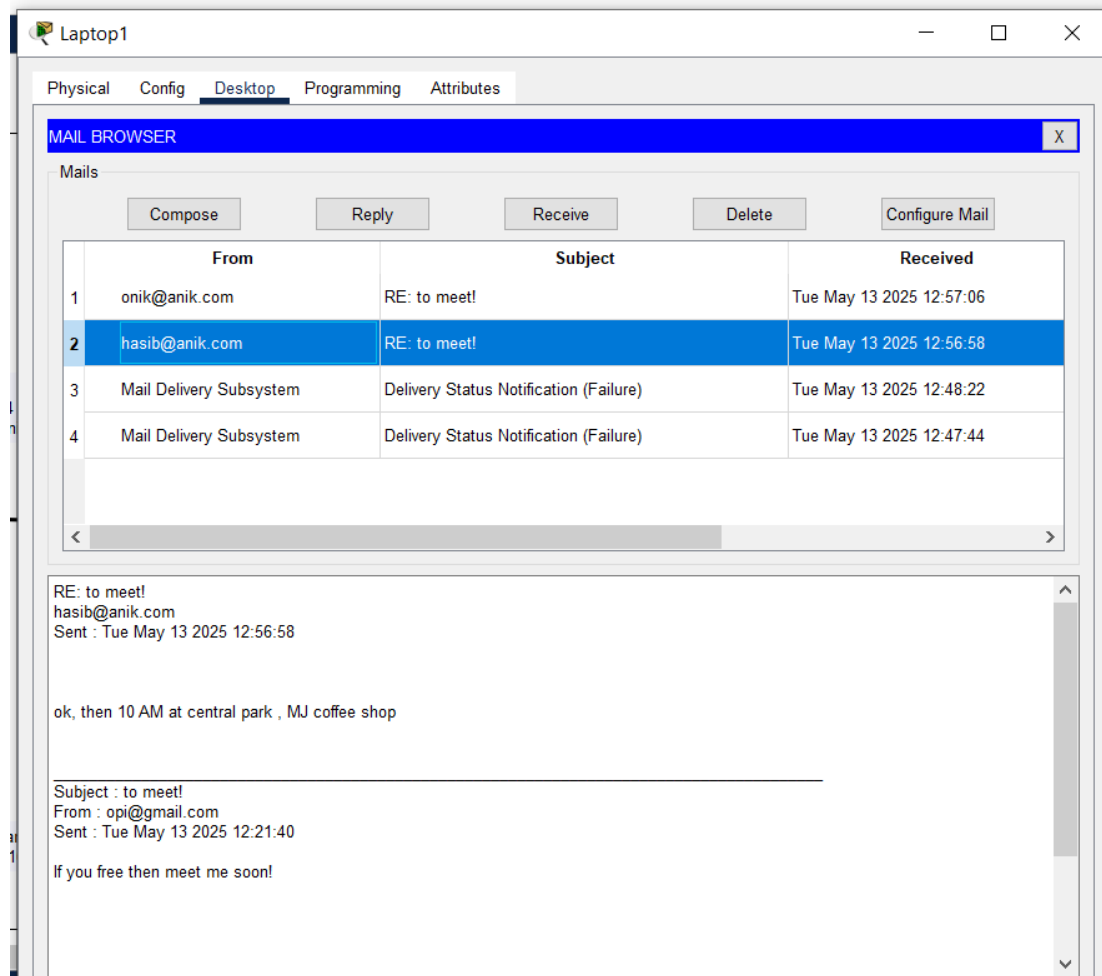 Laptop1
Physical Config Desktop Programming Attributes
MAIL BROWSER X
Mails
Compose Reply Receive Delete Configure Mail
From Subject Received
1 onik@anik.com RE: to meet! Tue May 13 2025 12:57:06
2 hasib@anik.com RE: to meet! Tue May 13 2025 12:56:58
3 Mail Delivery Subsystem Delivery Status Notification (Failure) Tue May 13 2025 12:48:22
4 Mail Delivery Subsystem Delivery Status Notification (Failure) Tue May 13 2025 12:47:44
RE: to meet!
hasib@anik.com
Sent : Tue May 13 2025 12:56:58
ok, then 10 AM at central park , MJ coffee shop
Subject : to meet!
From : opi@gmail.com
Sent : Tue May 13 2025 12:21:40
If you free then meet me soon!